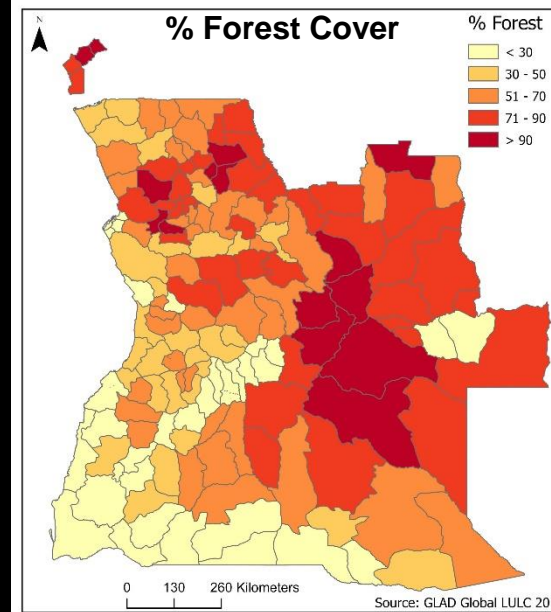 % Forest Cover
N
% Forest
< 30
30 - 50
51 - 70
71 - 90
> 90
0 130 260 Kilometers
Source: GLAD Global LULC 20